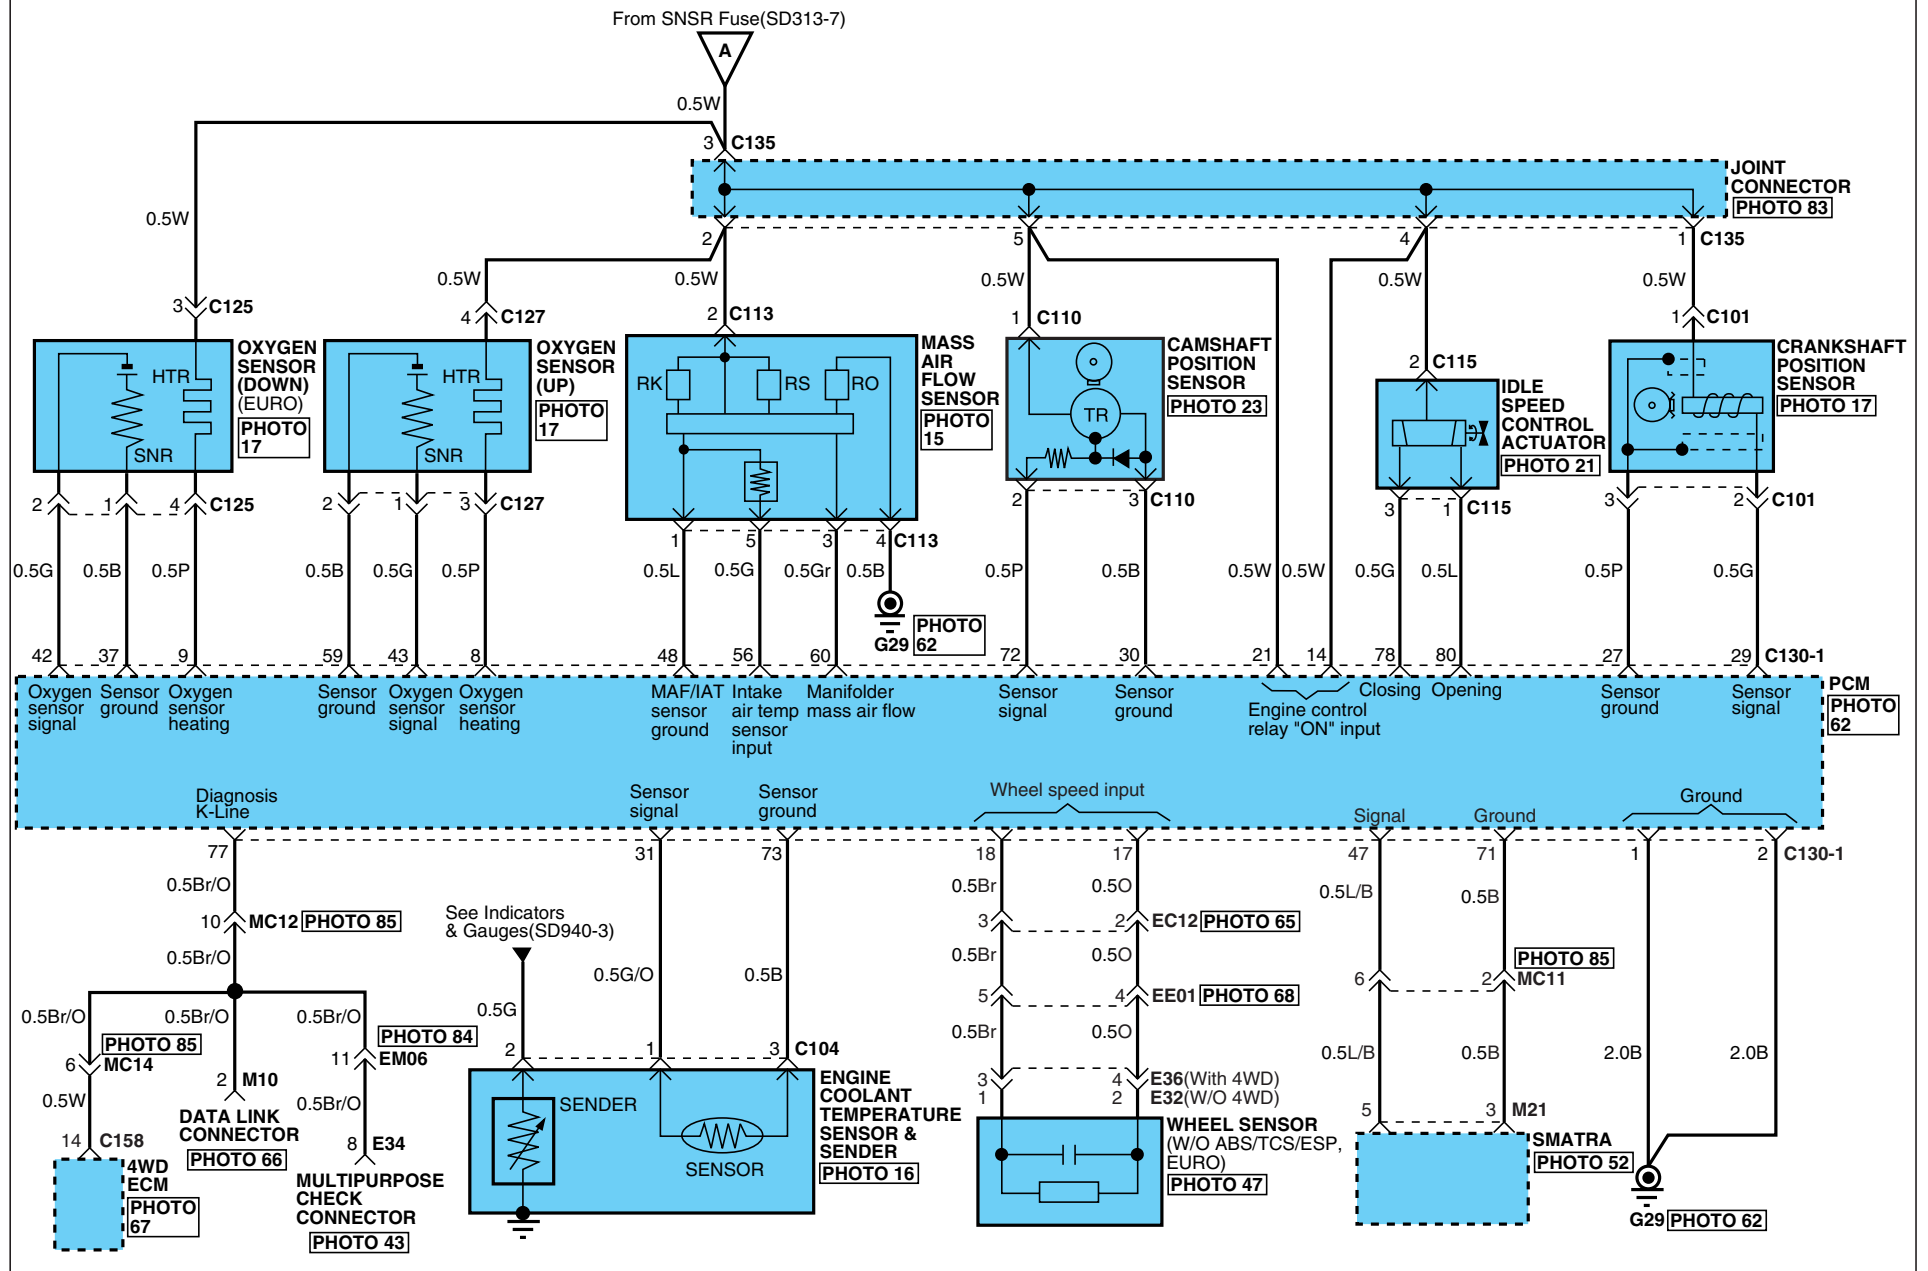 From SNSR Fuse(SD313-7)
A
0.5W
3 C135
JOINT
CONNECTOR
PHOTO 83
0.5W
2 5 4 1 C135
0.5W 0.5W 0.5W 0.5W 0.5W
3 C125
4 C127
2 C113
1 C110
2 C115
1 C101
OXYGEN
SENSOR
(DOWN)
(EURO)
PHOTO
17
HTR
SNR
OXYGEN
SENSOR
(UP)
PHOTO
17
HTR
SNR
MASS
AIR
FLOW
SENSOR
PHOTO
15
RK RS RO
CAMSHAFT
POSITION
SENSOR
PHOTO 23
TR
IDLE
SPEED
CONTROL
ACTUATOR
PHOTO 21
CRANKSHAFT
POSITION
SENSOR
PHOTO 17
2 1 4 C125
2 1 3 C127
1 5 3 4 C113
2 3 C110
3 1 C115
3 2 C101
0.5G 0.5B 0.5P 0.5B 0.5G 0.5P 0.5L 0.5G 0.5Gr 0.5B 0.5P 0.5B 0.5W 0.5W 0.5G 0.5L 0.5P 0.5G
G29
PHOTO
62
42 37 9 59 43 8 48 56 60 72 30 21 14 78 80 27 29 C130-1
PCM
PHOTO
62
Oxygen
sensor
signal
Sensor
ground
Oxygen
sensor
heating
Sensor
ground
Oxygen
sensor
signal
Oxygen
sensor
heating
MAF/IAT
sensor
ground
Intake
air temp
sensor
input
Manifolder
mass air flow
Sensor
signal
Sensor
ground
Engine control
relay "ON" input
Closing
Opening
Sensor
ground
Sensor
signal
Diagnosis
K-Line
Sensor
signal
Sensor
ground
Wheel speed input
Signal
Ground
Ground
77 31 73 18 17 47 71 1 2 C130-1
0.5Br/O
10 MC12 PHOTO 85
0.5Br/O
0.5Br/O 0.5Br/O 0.5Br/O
PHOTO 85
6 MC14
0.5W
14 C158
4WD
ECM
PHOTO
67
2 M10
DATA LINK
CONNECTOR
PHOTO 66
PHOTO 84
11 EM06
0.5Br/O
8 E34
MULTIPURPOSE
CHECK
CONNECTOR
PHOTO 43
See Indicators
& Gauges(SD940-3)
0.5G 0.5G/O 0.5B
2 1 3 C104
SENDER
SENSOR
ENGINE
COOLANT
TEMPERATURE
SENSOR &
SENDER
PHOTO 16
0.5Br 0.5O
3 2 EC12 PHOTO 65
0.5Br 0.5O
5 4 EE01 PHOTO 68
0.5Br 0.5O
3 4 E36(With 4WD)
1 2 E32(W/O 4WD)
WHEEL SENSOR
(W/O ABS/TCS/ESP,
EURO)
PHOTO 47
0.5L/B 0.5B
PHOTO 85
6 2 MC11
0.5L/B 0.5B
5 3 M21
SMATRA
PHOTO 52
2.0B 2.0B
G29 PHOTO 62